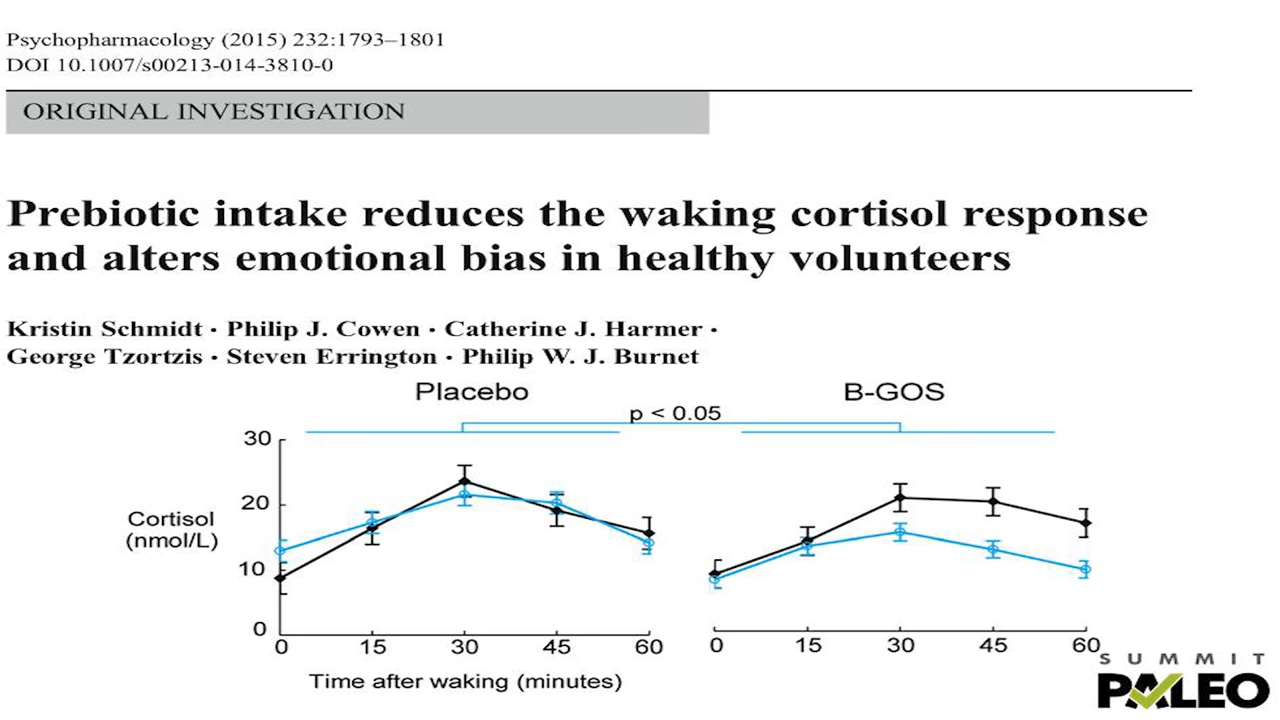 Psychopharmacology (2015) 232:1793–1801
DOI 10.1007/s00213-014-3810-0
ORIGINAL INVESTIGATION
Prebiotic intake reduces the waking cortisol response
and alters emotional bias in healthy volunteers
Kristin Schmidt · Philip J. Cowen · Catherine J. Harmer ·
George Tzortzis · Steven Errington · Philip W. J. Burnet
Placebo
B-GOS
p < 0.05
30
20
10
0
Cortisol
(nmol/L)
0 15 30 45 60
0 15 30 45 60
Time after waking (minutes)
SUMMIT
PALEO